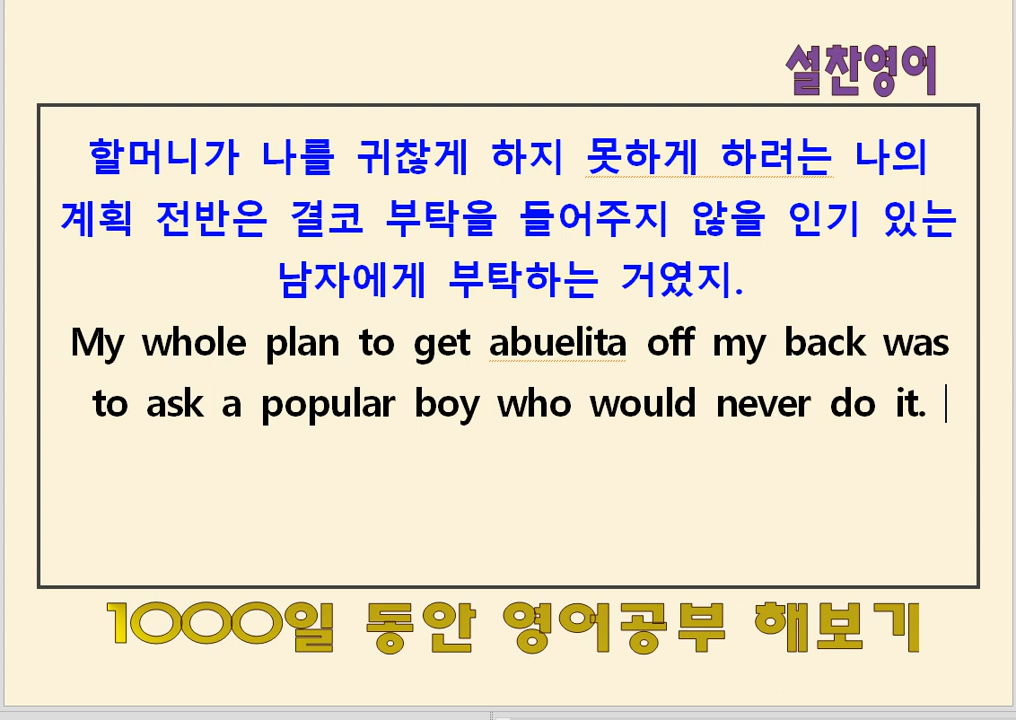 설찬영어
할머니가 나를 귀찮게 하지 못하게 하려는 나의
계획 전반은 결코 부탁을 들어주지 않을 인기 있는
남자에게 부탁하는 거였지.
My whole plan to get abuelita off my back was
to ask a popular boy who would never do it.
1000일 동안 영어공부 해보기